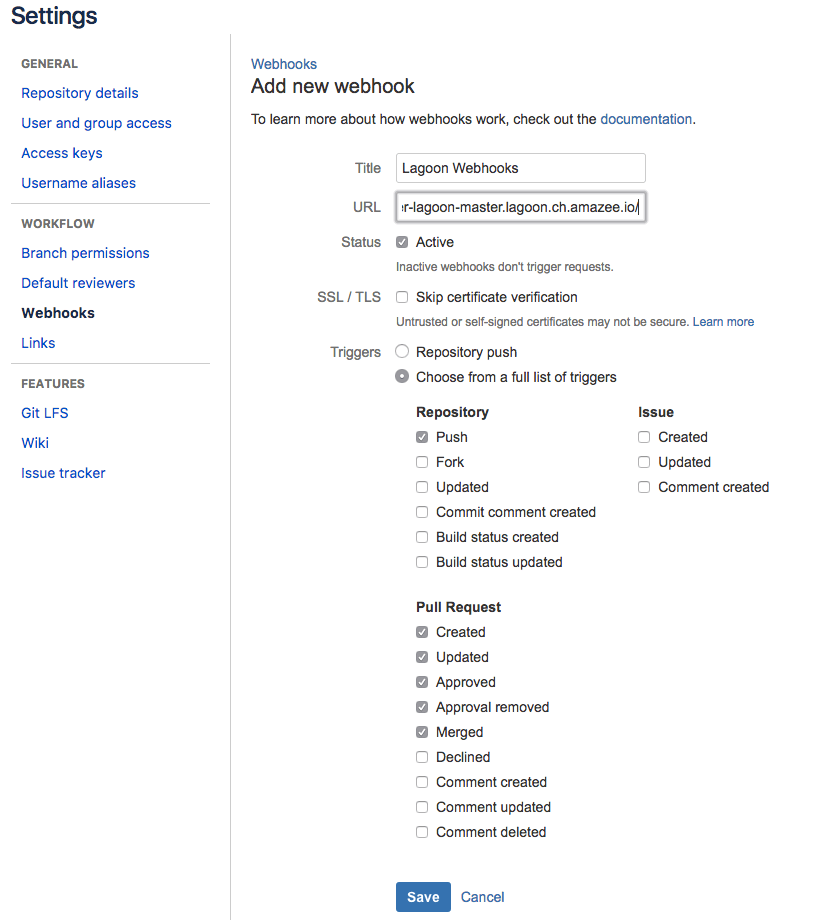 Settings
GENERAL
Repository details
User and group access
Access keys
Username aliases
WORKFLOW
Branch permissions
Default reviewers
Webhooks
Links
FEATURES
Git LFS
Wiki
Issue tracker
Webhooks
Add new webhook
To learn more about how webhooks work, check out the documentation.
Title Lagoon Webhooks
URL r-lagoon-master.lagoon.ch.amazee.io/
Status Active
Inactive webhooks don't trigger requests.
SSL / TLS Skip certificate verification
Untrusted or self-signed certificates may not be secure. Learn more
Triggers Repository push
Choose from a full list of triggers
Repository
Push
Fork
Updated
Commit comment created
Build status created
Build status updated
Issue
Created
Updated
Comment created
Pull Request
Created
Updated
Approved
Approval removed
Merged
Declined
Comment created
Comment updated
Comment deleted
Save Cancel